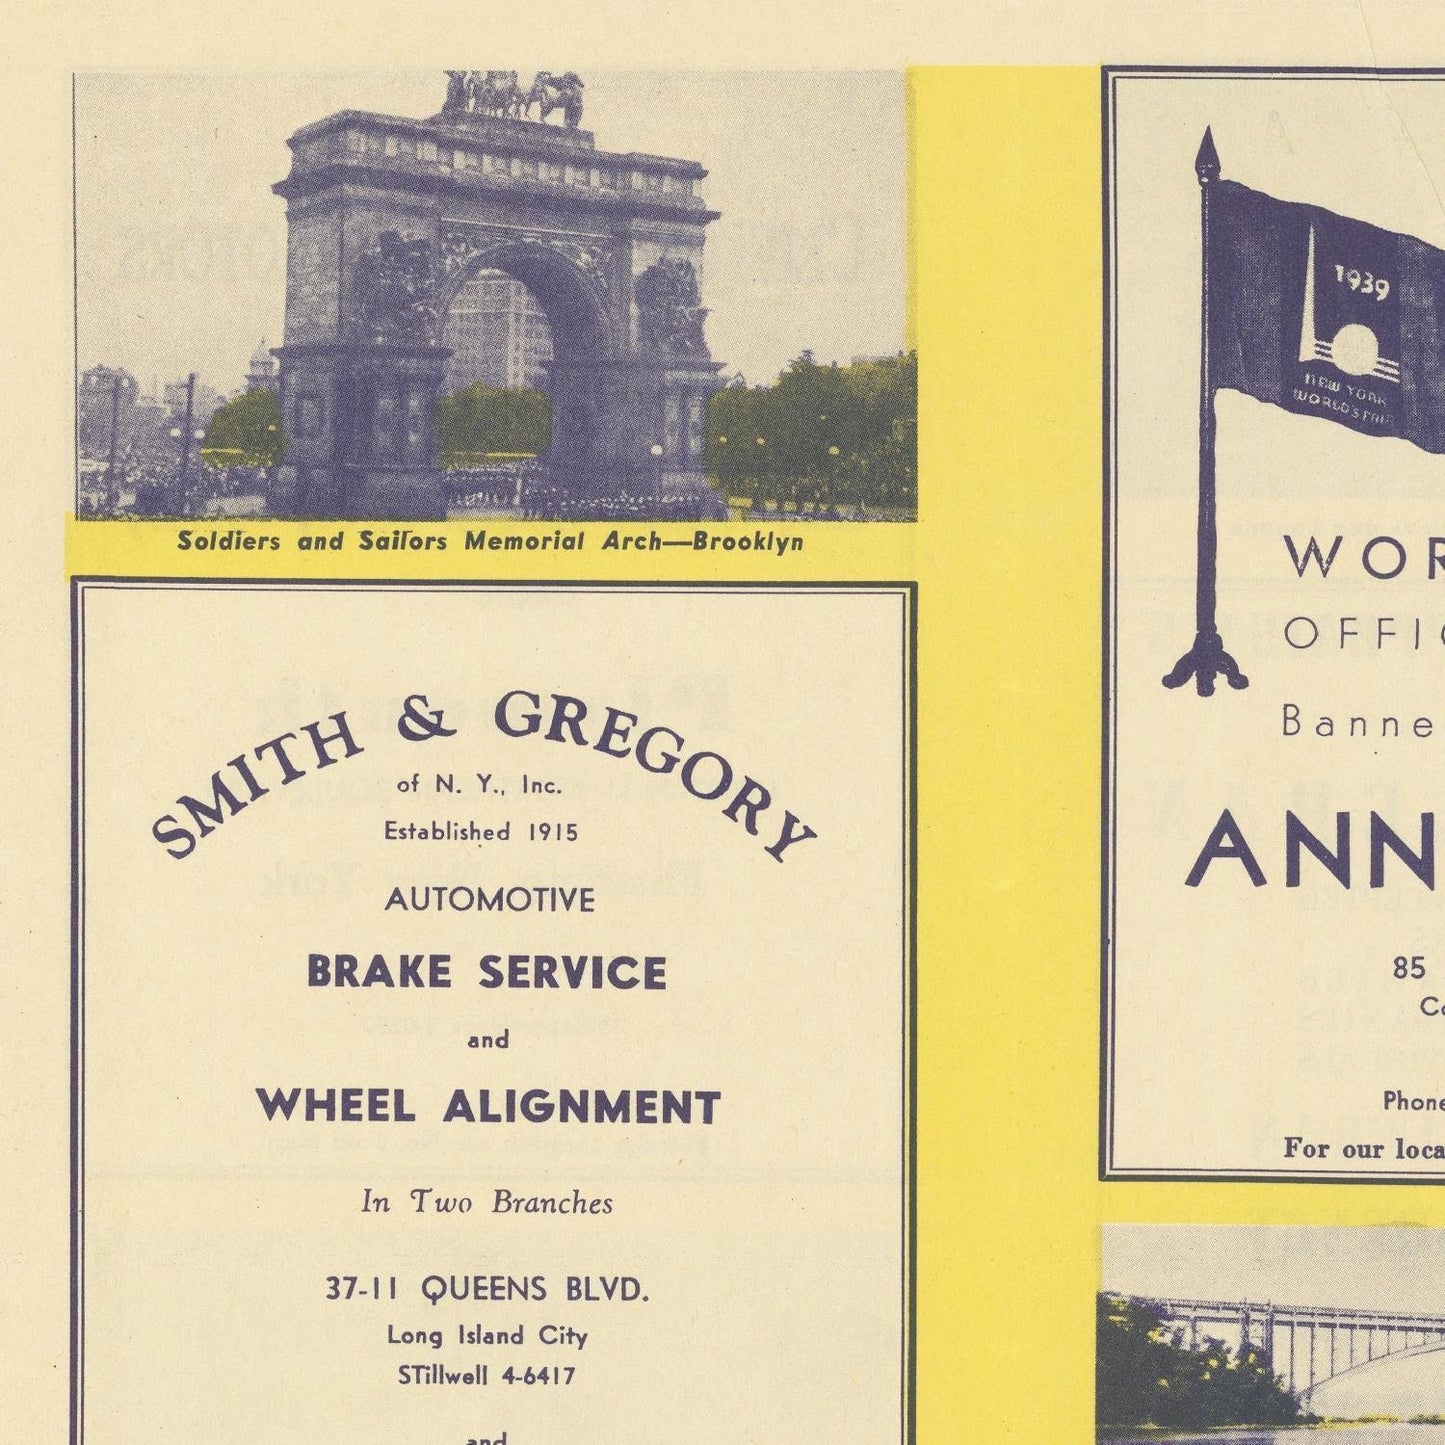 Soldiers and Sailors Memorial Arch—Brooklyn
SMITH & GREGORY
of N. Y., Inc.
Established 1915
AUTOMOTIVE
BRAKE SERVICE
and
WHEEL ALIGNMENT
In Two Branches
37-11 QUEENS BLVD.
Long Island City
STillwell 4-6417
and
1939
NEW YORK
WORLD'S FAIR
WOR
OFFIC
Banne
ANN
85
Co
Phone
For our loca